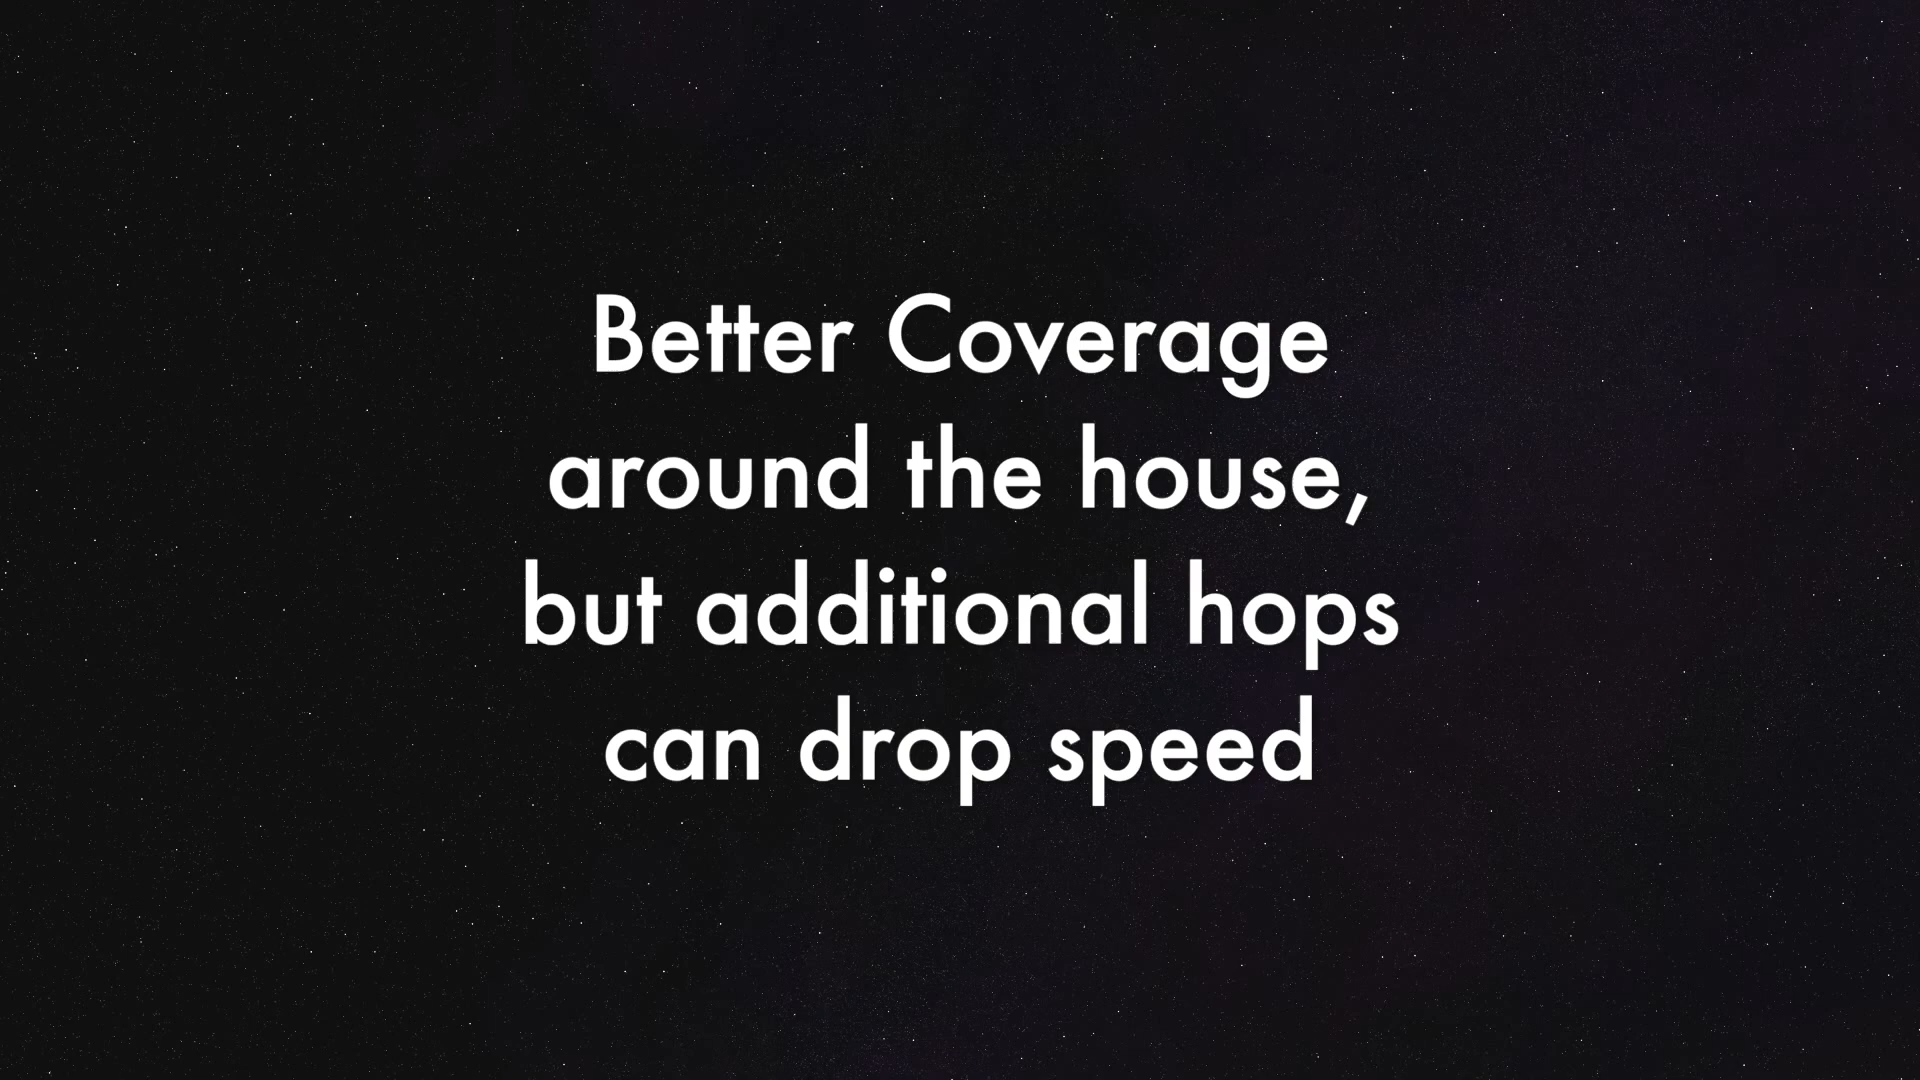 Better Coverage
around the house,
but additional hops
can drop speed